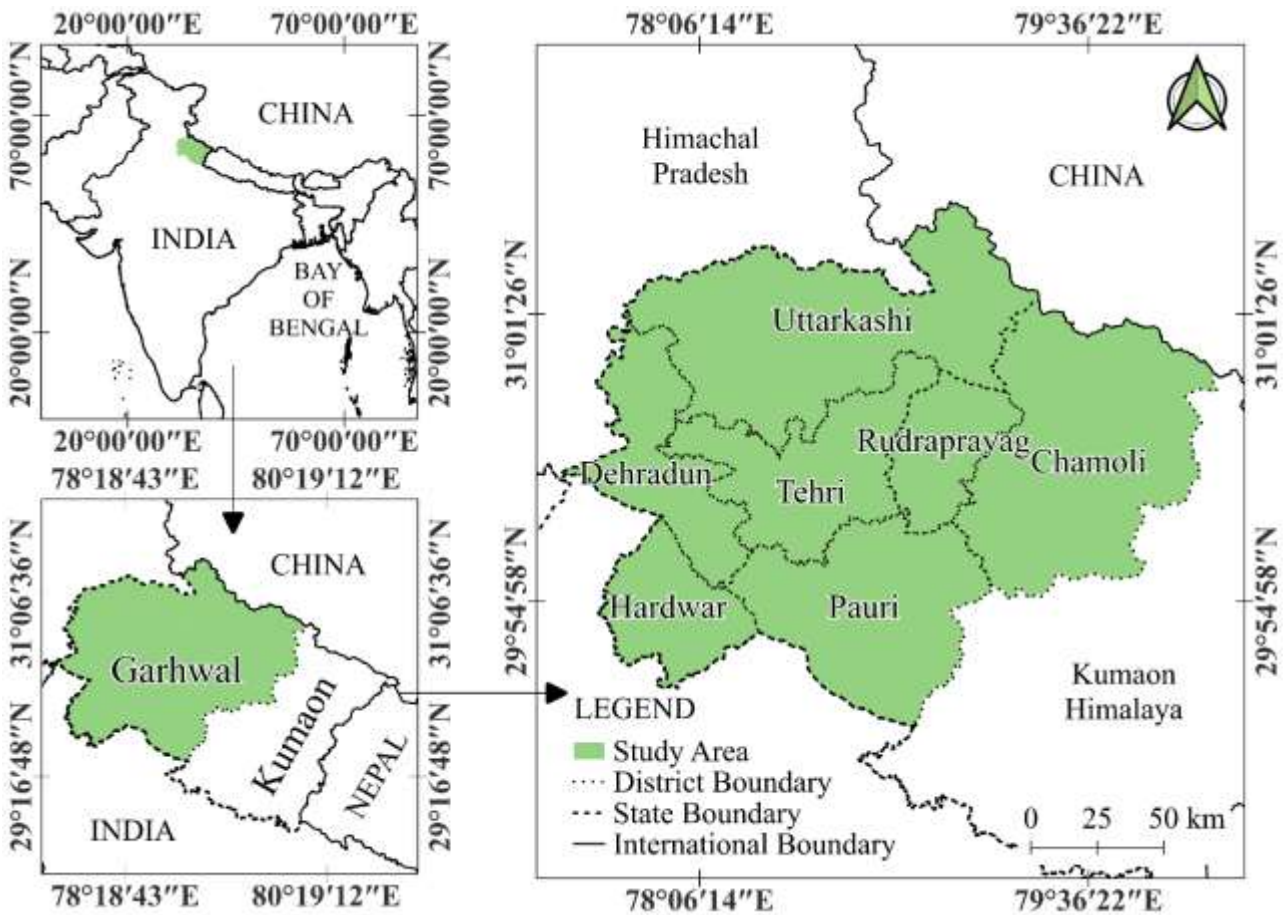 20°00′00″E 70°00′00″E
70°00′00″N
70°00′00″N
CHINA
INDIA
BAY
OF
BENGAL
20°00′00″N
20°00′00″N
20°00′00″E 70°00′00″E
78°18′43″E 80°19′12″E
31°06′36″N
31°06′36″N
CHINA
Garhwal
Kumaon
NEPAL
INDIA
29°16′48″N
29°16′48″N
78°18′43″E 80°19′12″E
78°06′14″E 79°36′22″E
Himachal
Pradesh
CHINA
31°01′26″N
31°01′26″N
Uttarkashi
Rudraprayag
Chamoli
Dehradun
Tehri
29°54′58″N
29°54′58″N
Hardwar
Pauri
Kumaon
Himalaya
LEGEND
Study Area
District Boundary
State Boundary
International Boundary
0 25 50 km
78°06′14″E 79°36′22″E